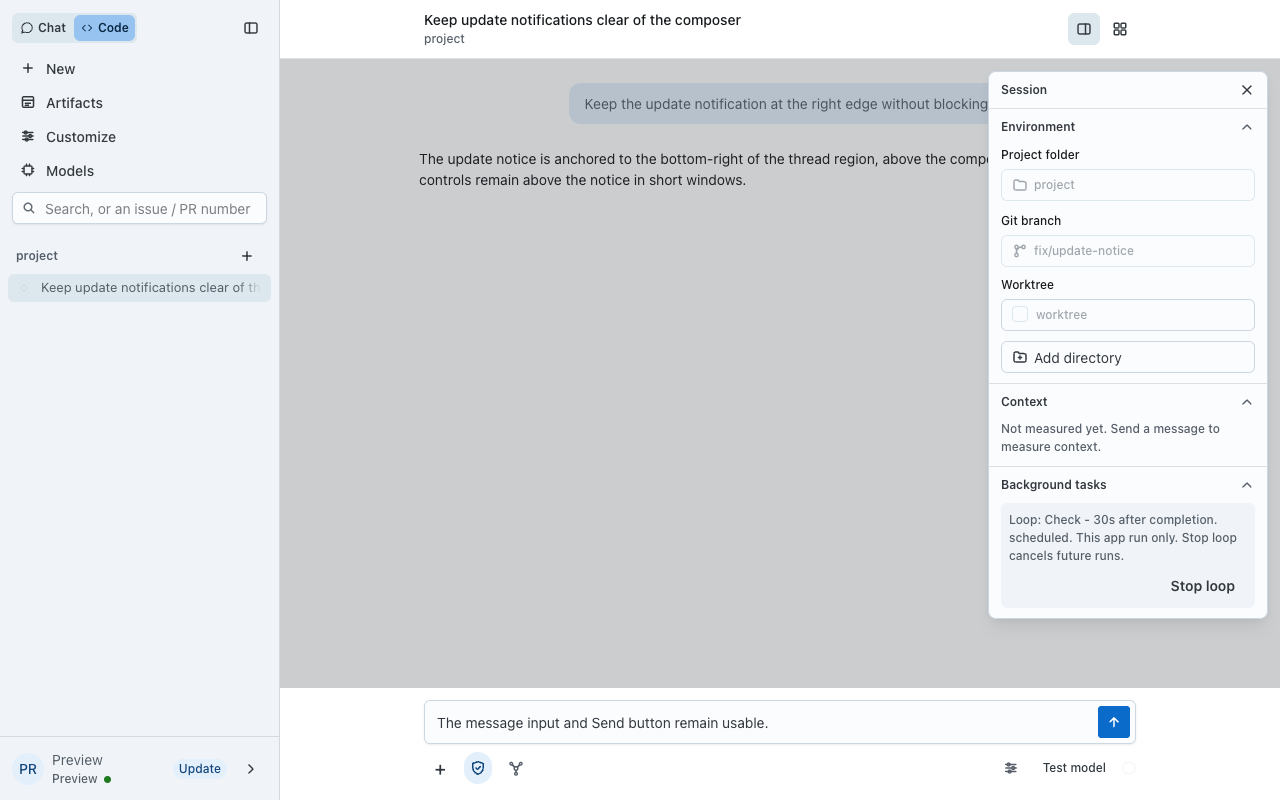 Chat
Code
New
Artifacts
Customize
Models
Search, or an issue / PR number
project
Keep update notifications clear of th
PR
Preview
Preview
Update
Keep update notifications clear of the composer
project
Keep the update notification at the right edge without blocking
The update notice is anchored to the bottom-right of the thread region, above the
controls remain above the notice in short windows.
Session
Environment
Project folder
project
Git branch
fix/update-notice
Worktree
worktree
Add directory
Context
Not measured yet. Send a message to
measure context.
Background tasks
Loop: Check - 30s after completion.
scheduled. This app run only. Stop loop
cancels future runs.
Stop loop
The message input and Send button remain usable.
Test model